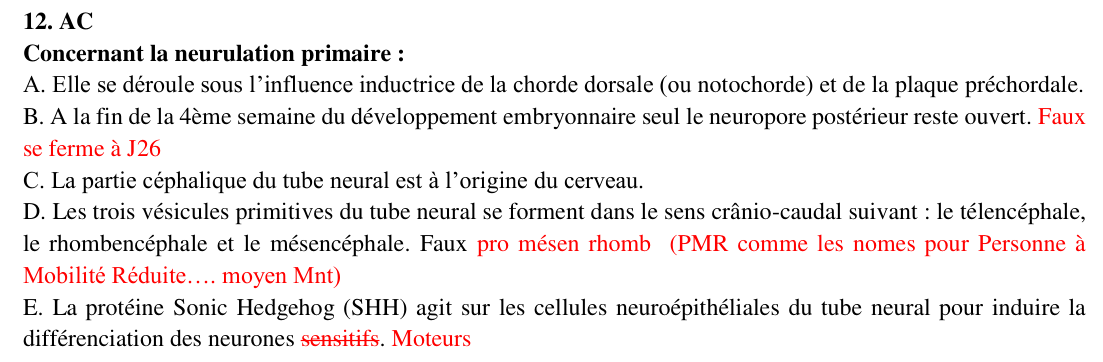 12. AC
Concernant la neurulation primaire :
A. Elle se déroule sous l’influence inductrice de la chorde dorsale (ou notochorde) et de la plaque préchordale.
B. A la fin de la 4ème semaine du développement embryonnaire seul le neuropore postérieur reste ouvert. Faux
se ferme à J26
C. La partie céphalique du tube neural est à l’origine du cerveau.
D. Les trois vésicules primitives du tube neural se forment dans le sens crânio-caudal suivant : le télencéphale,
le rhombencéphale et le mésencéphale. Faux pro mésen rhomb (PMR comme les nomes pour Personne à
Mobilité Réduite…. moyen Mnt)
E. La protéine Sonic Hedgehog (SHH) agit sur les cellules neuroépithéliales du tube neural pour induire la
différenciation des neurones sensitifs. Moteurs